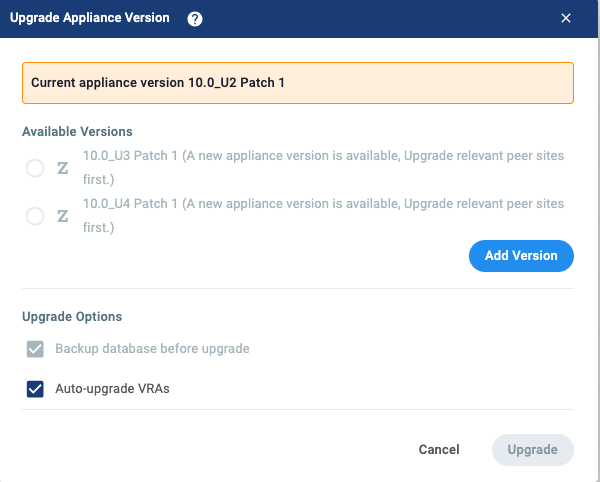 Upgrade Appliance Version ?
Current appliance version 10.0_U2 Patch 1
Available Versions
Z 10.0_U3 Patch 1 (A new appliance version is available, Upgrade relevant peer sites
first.)
Z 10.0_U4 Patch 1 (A new appliance version is available, Upgrade relevant peer sites
first.)
Add Version
Upgrade Options
Backup database before upgrade
Auto-upgrade VRAs
Cancel Upgrade